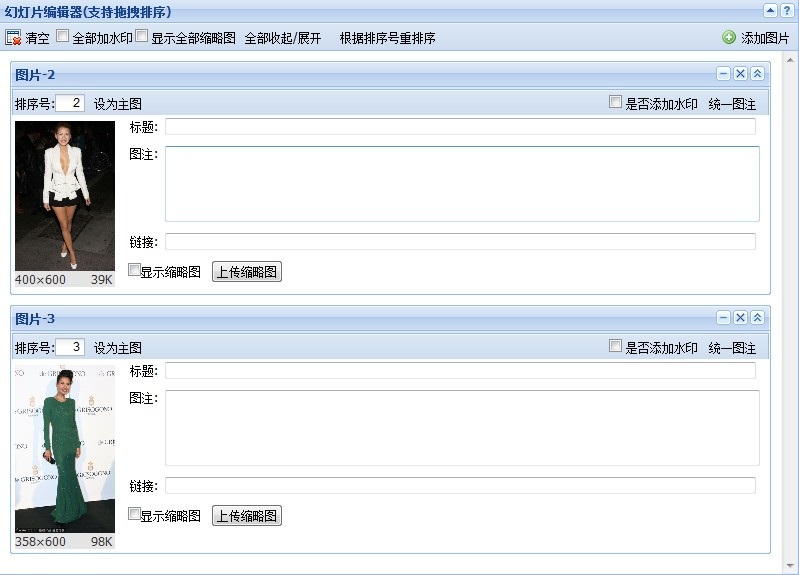 幻灯片编辑器(支持拖拽排序)
清空 全部加水印 显示全部缩略图 全部收起/展开 根据排序号重排序 添加图片
图片-2
排序号: 2 设为主图 是否添加水印 统一图注
标题:
图注:
链接:
显示缩略图 上传缩略图
400×600 39K
图片-3
排序号: 3 设为主图 是否添加水印 统一图注
标题:
图注:
链接:
显示缩略图 上传缩略图
de GRISOGONO
358×600 98K